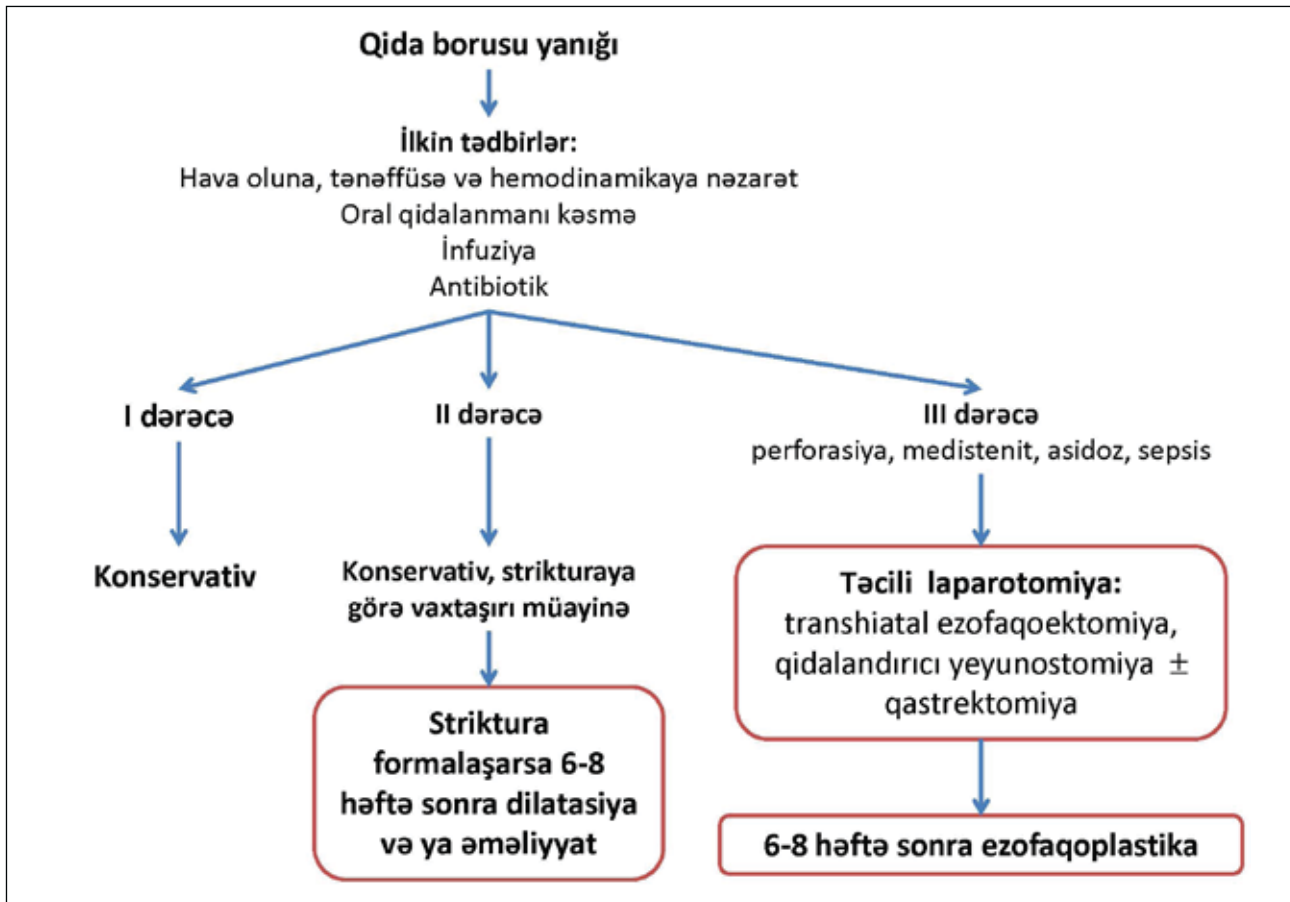 Qida borusu yanığı
İlkin tədbirlər:
Hava oluna, tənəffüsə və hemodinamikaya nəzarət
Oral qidalanmanı kəsmə
İnfuziya
Antibiotik
I dərəcə
Konservativ
II dərəcə
Konservativ, strikturaya
görə vaxtaşırı müayinə
Striktura
formalaşarsa 6-8
həftə sonra dilatasiya
və ya əməliyyat
III dərəcə
perforasiya, medistenit, asidoz, sepsis
Təcili laparotomiya:
transhiatal ezofaqoektomiya,
qidalandırıcı yeyunostomiya ±
qastrektomiya
6-8 həftə sonra ezofaqoplastika